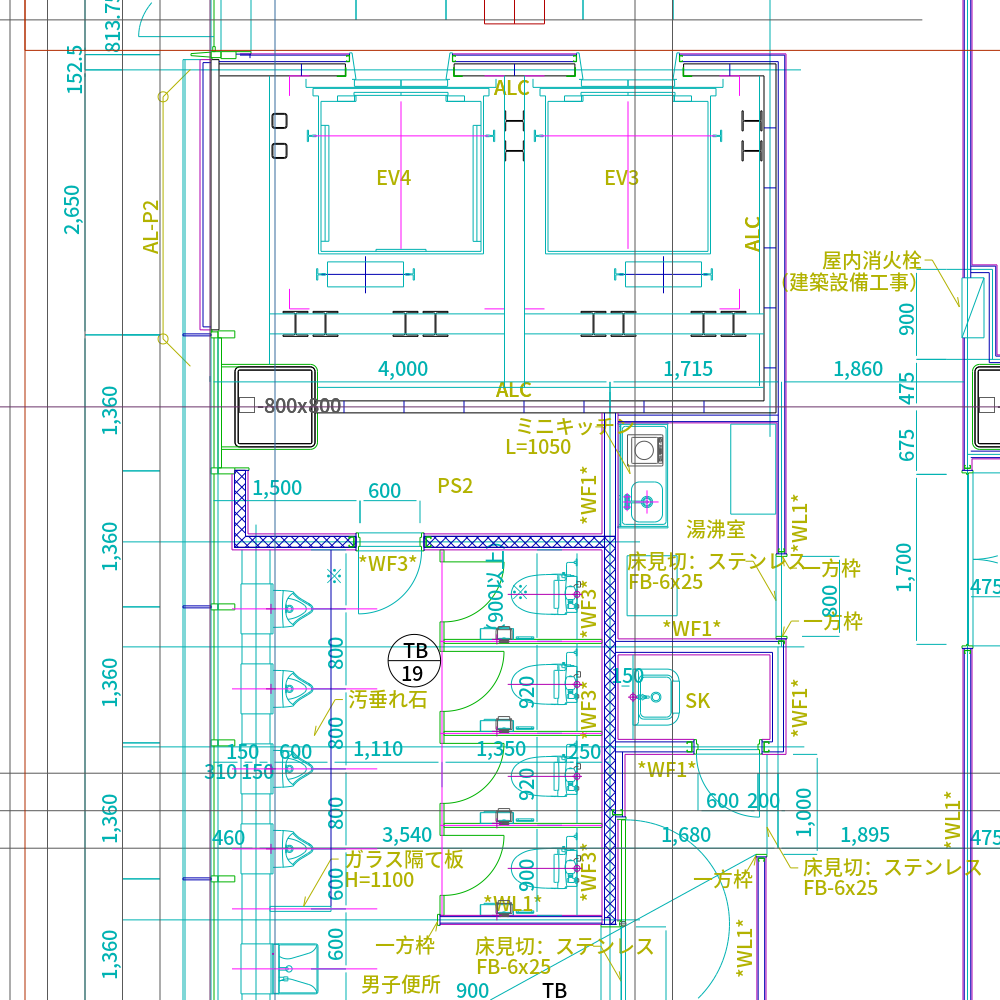 813.75
152.5
2,650
AL-P2
ALC
EV4
EV3
ALC
屋内消火栓
(建築設備工事)
900
4,000
1,715
1,860
ALC
475
-800x800
1,360
ミニキッチン
L=1050
675
1,500
600
PS2
*WF1*
*WL1*
湯沸室
1,360
*WF3*
床見切：ステンレス
FB-6x25
一方枠
1,700
475
※
(900以上)
※
*WF3*
800
一方枠
*WF1*
800
TB
19
1,360
汚垂れ石
920
*WF3*
150
SK
*WF1*
800
150
600
1,110
1,350
250
310
150
*WF1*
920
600
200
1,000
1,360
800
460
3,540
1,680
1,895
*WL1*
475
ガラス隔て板
H=1100
600
900
*WF3*
一方枠
床見切：ステンレス
FB-6x25
*WL1*
1,360
600
一方枠
床見切：ステンレス
FB-6x25
*WL1*
男子便所
900
TB